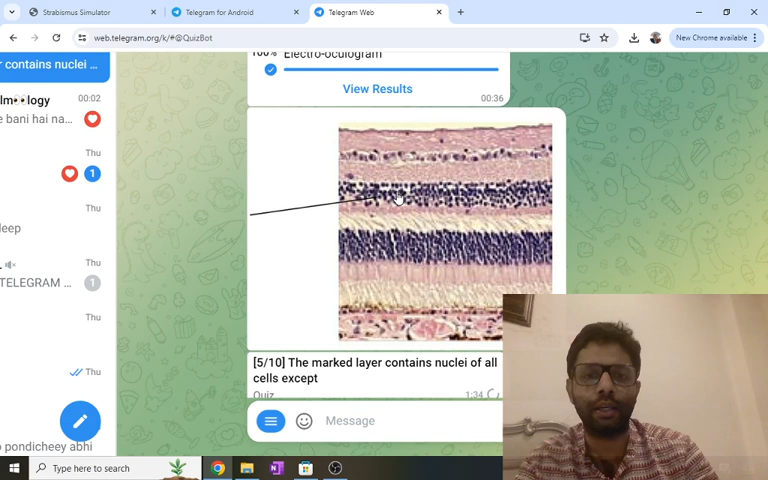 Strabismus Simulator
Telegram for Android
Telegram Web
web.telegram.org/k/#@QuizBot
New Chrome available
r contains nuclei ...
lm👀logy
00:02
e bani hai na...
Thu
1
Thu
leep
Thu
TELEGRAM ...
1
Thu
Thu
o pondicheey abhi
100% Electro-oculogram
View Results
00:36
[5/10] The marked layer contains nuclei of all
cells except
Quiz
1:34
Message
Type here to search